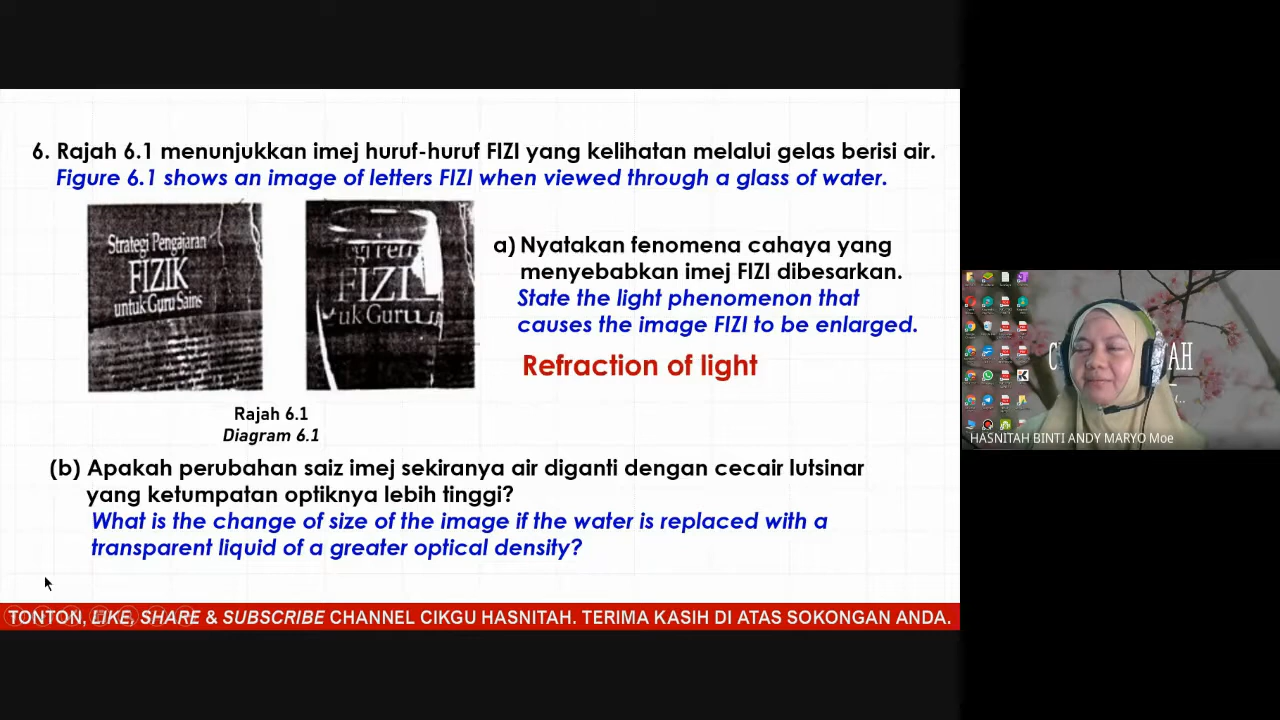 6. Rajah 6.1 menunjukkan imej huruf-huruf FIZI yang kelihatan melalui gelas berisi air.
Figure 6.1 shows an image of letters FIZI when viewed through a glass of water.
Strategi Pengajaran
FIZIK
untuk Guru Sains
FIZI
uk Guru
a) Nyatakan fenomena cahaya yang
menyebabkan imej FIZI dibesarkan.
State the light phenomenon that
causes the image FIZI to be enlarged.
Refraction of light
Rajah 6.1
Diagram 6.1
(b) Apakah perubahan saiz imej sekiranya air diganti dengan cecair lutsinar
yang ketumpatan optiknya lebih tinggi?
What is the change of size of the image if the water is replaced with a
transparent liquid of a greater optical density?
TONTON, LIKE, SHARE & SUBSCRIBE CHANNEL CIKGU HASNITAH. TERIMA KASIH DI ATAS SOKONGAN ANDA.
HASNITAH BINTI ANDY MARYO Moe